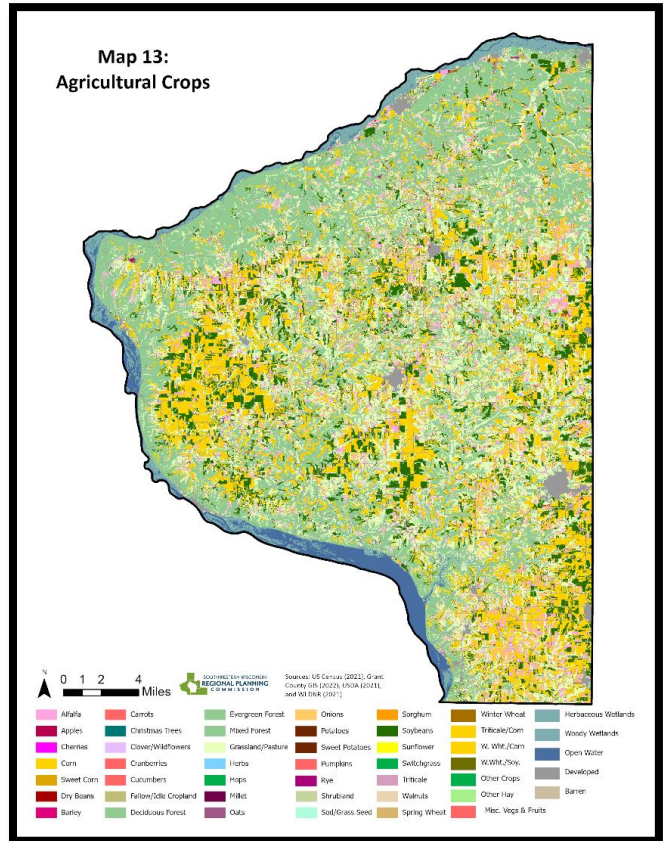 Map 13:
Agricultural Crops
N
0 1 2 4
Miles
SOUTHWESTERN WISCONSIN
REGIONAL PLANNING
COMMISSION
Sources: US Census (2021), Grant
County GIS (2022), USDA (2021),
and WI DNR (2021)
Alfalfa
Apples
Cherries
Corn
Sweet Corn
Dry Beans
Barley
Carrots
Christmas Trees
Clover/Wildflowers
Cranberries
Cucumbers
Fallow/Idle Cropland
Deciduous Forest
Evergreen Forest
Mixed Forest
Grassland/Pasture
Herbs
Hops
Millet
Oats
Onions
Potatoes
Sweet Potatoes
Pumpkins
Rye
Shrubland
Sod/Grass Seed
Sorghum
Soybeans
Sunflower
Switchgrass
Triticale
Walnuts
Spring Wheat
Winter Wheat
Triticale/Corn
W. Wht./Corn
W.Wht./Soy.
Other Crops
Other Hay
Misc. Vegs & Fruits
Herbaceous Wetlands
Wondy Wetlands
Open Water
Developed
Barren